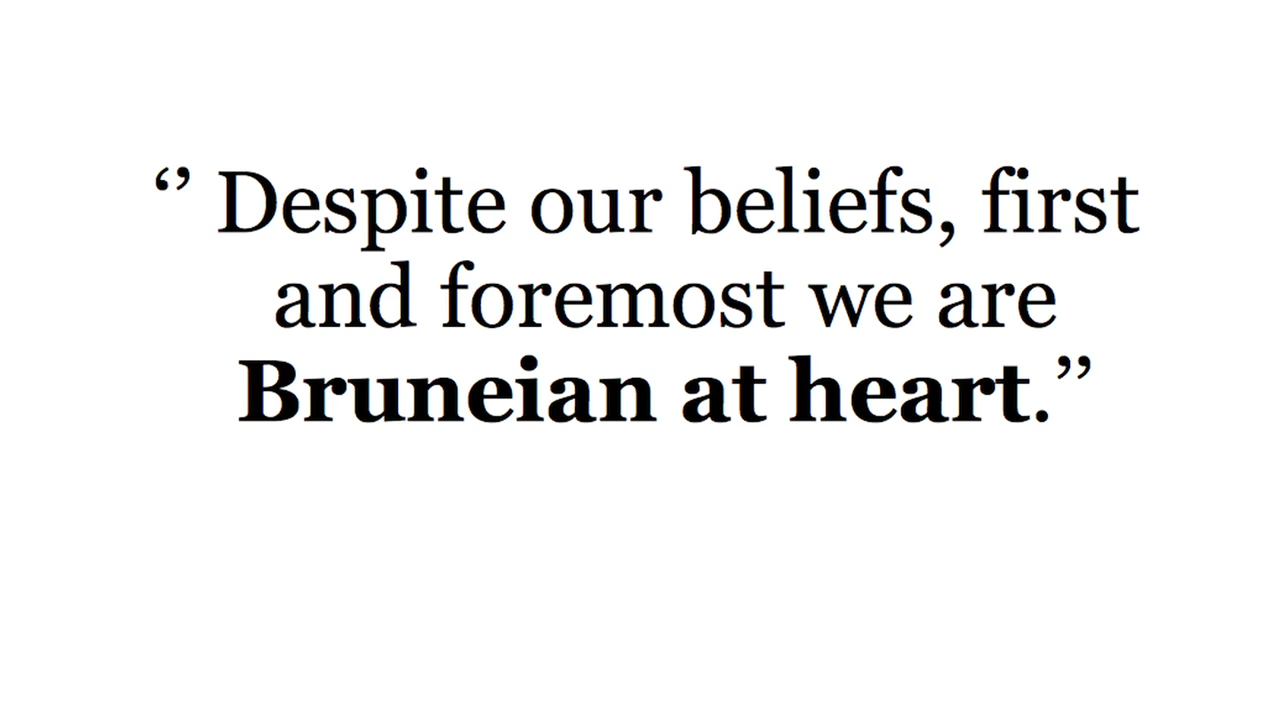 ‘’ Despite our beliefs, first
and foremost we are
Bruneian at heart.’’